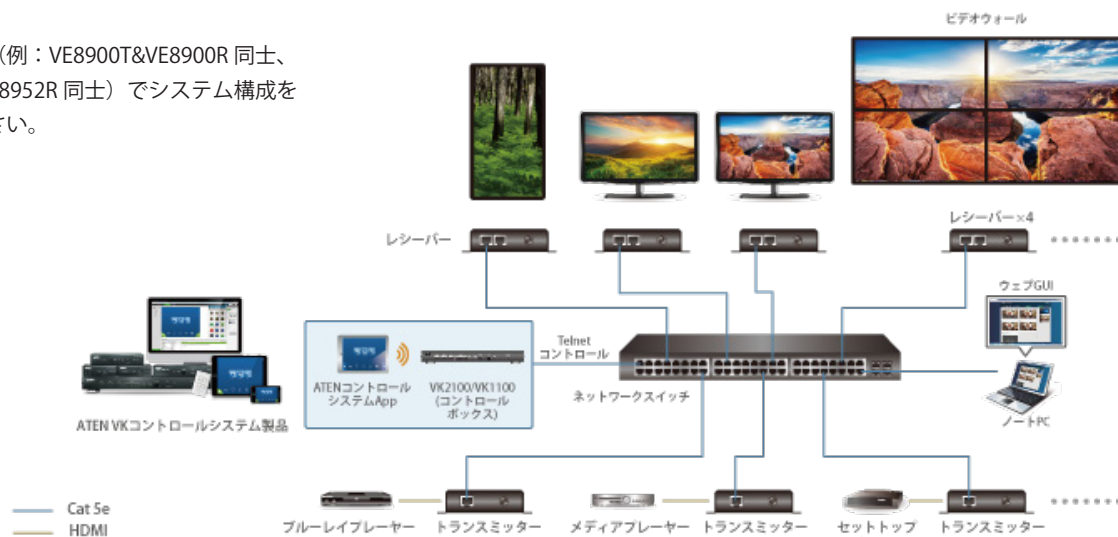 ビデオウォール
(例：VE8900T&VE8900R 同士、
8952R 同士）でシステム構成を
さい。
レシーバー
レシーバー×4
ウェブGUI
Telnet
コントロール
ATENコントロール
システムApp
VK2100/VK1100
(コントロール
ボックス)
ネットワークスイッチ
ノートPC
ATEN VKコントロールシステム製品
Cat 5e
HDMI
ブルーレイプレーヤー
トランスミッター
メディアプレーヤー
トランスミッター
セットトップ
トランスミッター